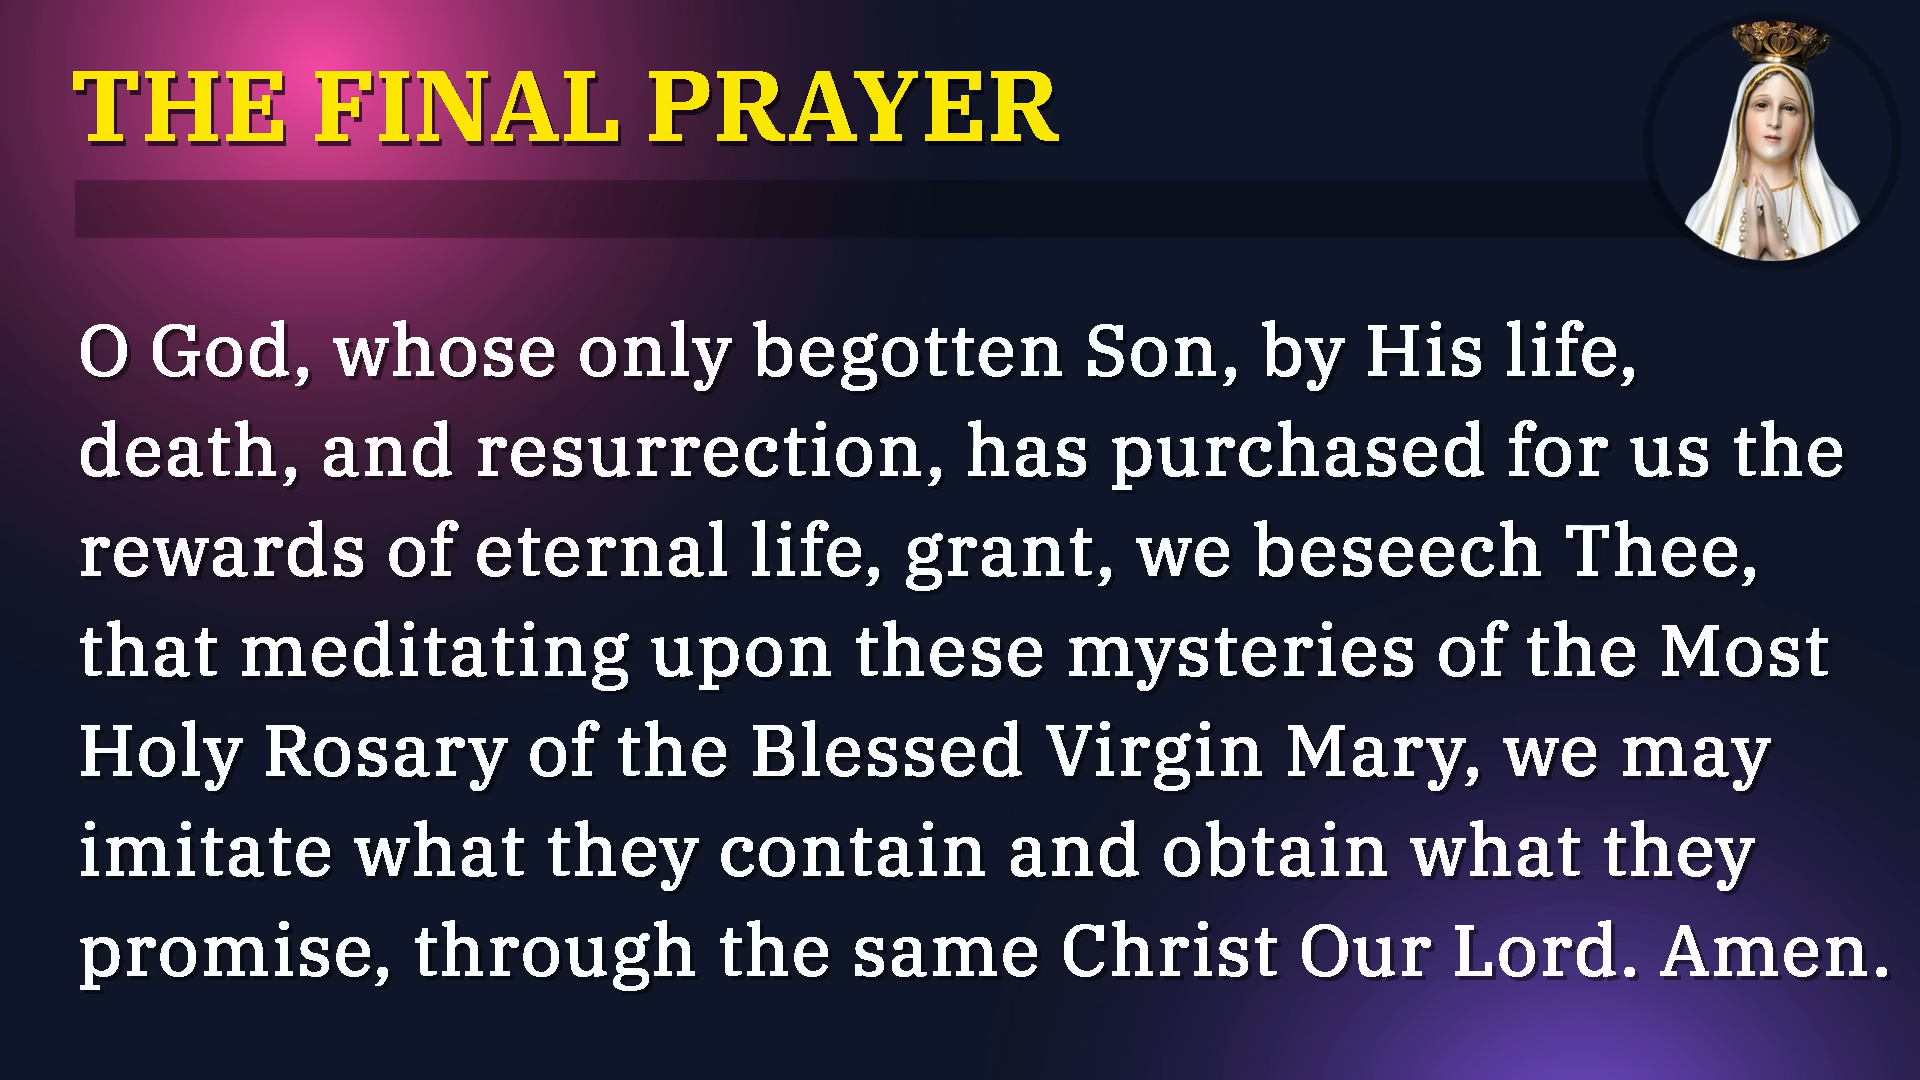 THE FINAL PRAYER
O God, whose only begotten Son, by His life,
death, and resurrection, has purchased for us the
rewards of eternal life, grant, we beseech Thee,
that meditating upon these mysteries of the Most
Holy Rosary of the Blessed Virgin Mary, we may
imitate what they contain and obtain what they
promise, through the same Christ Our Lord. Amen.